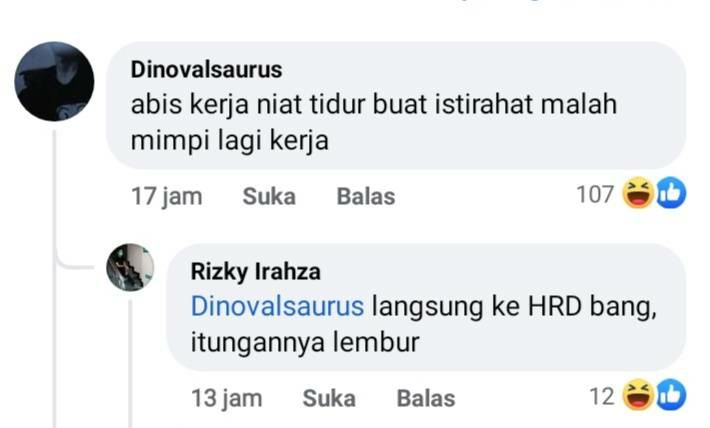 Dinovalsaurus
abis kerja niat tidur buat istirahat malah
mimpi lagi kerja
17 jam Suka Balas 107
Rizky Irahza
Dinovalsaurus langsung ke HRD bang,
itungannya lembur
13 jam Suka Balas 12